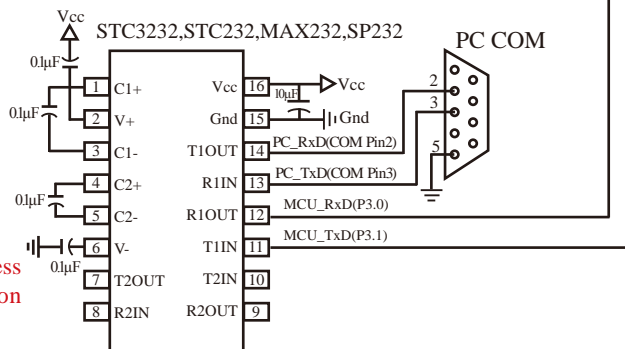 Vcc
STC3232,STC232,MAX232,SP232
PC COM
0.1µF
1 C1+ Vcc 16 Vcc
10µF
0.1µF
2 V+ Gnd 15 Gnd
3 C1- T1OUT 14 PC_RxD(COM Pin2)
4 C2+ R1IN 13 PC_TxD(COM Pin3)
0.1µF
5 C2- R1OUT 12 MCU_RxD(P3.0)
6 V- T1IN 11 MCU_TxD(P3.1)
0.1µF
7 T2OUT T2IN 10
8 R2IN R2OUT 9
2
3
5
ess
on